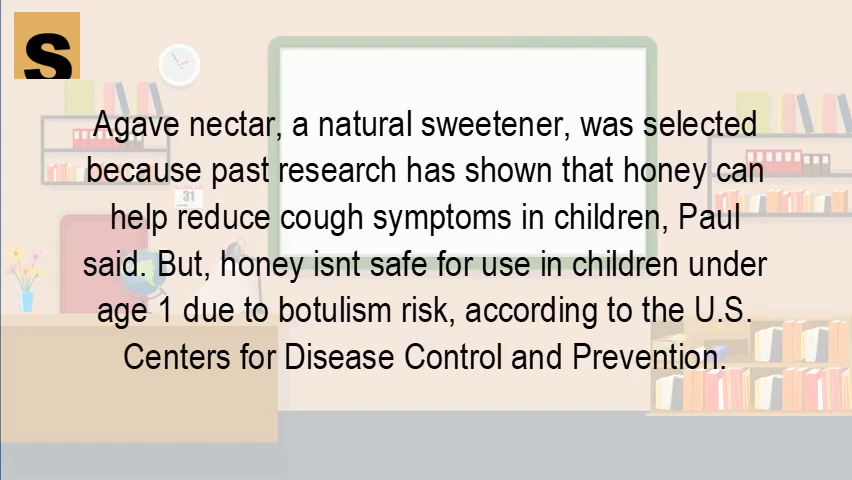 S
31
Agave nectar, a natural sweetener, was selected
because past research has shown that honey can
help reduce cough symptoms in children, Paul
said. But, honey isnt safe for use in children under
age 1 due to botulism risk, according to the U.S.
Centers for Disease Control and Prevention.